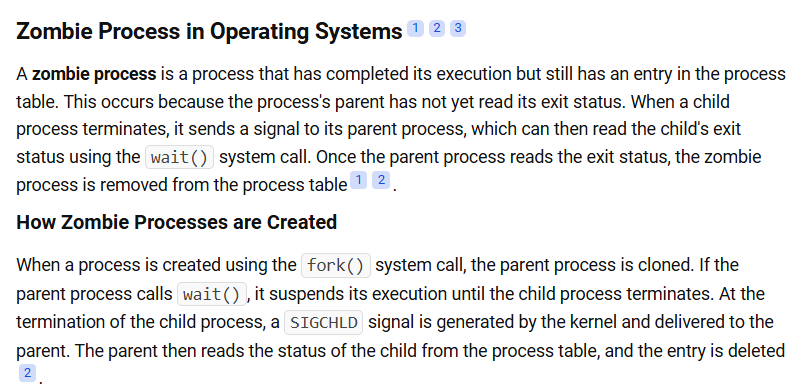 Zombie Process in Operating Systems 1 2 3
A zombie process is a process that has completed its execution but still has an entry in the process
table. This occurs because the process's parent has not yet read its exit status. When a child
process terminates, it sends a signal to its parent process, which can then read the child's exit
status using the wait() system call. Once the parent process reads the exit status, the zombie
process is removed from the process table 1 2 .
How Zombie Processes are Created
When a process is created using the fork() system call, the parent process is cloned. If the
parent process calls wait() , it suspends its execution until the child process terminates. At the
termination of the child process, a SIGCHLD signal is generated by the kernel and delivered to the
parent. The parent then reads the status of the child from the process table, and the entry is deleted
2 .